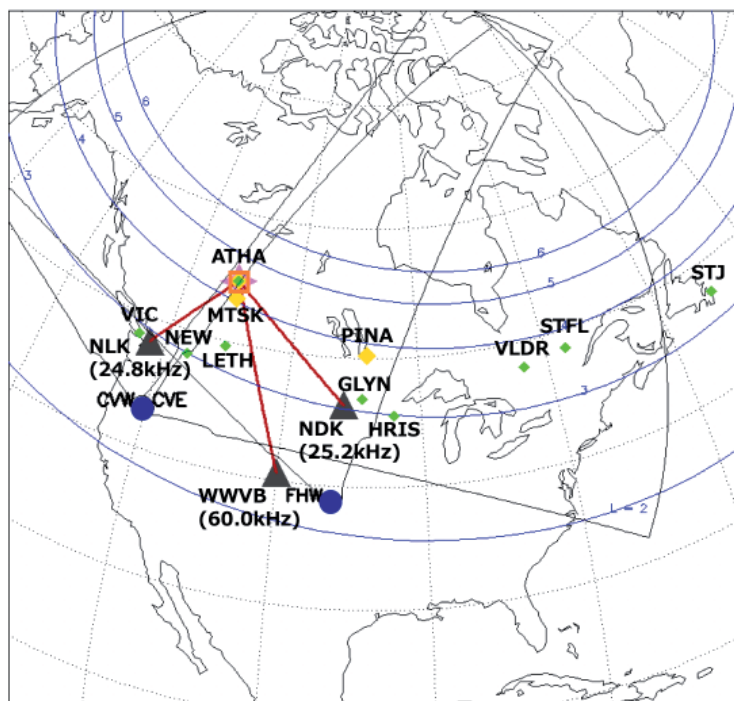 6
5
4
3
6
5
3
ATHA
MTSK
STJ
VIC
NLK
NEW
(24.8kHz)
LETH
PINA
STFL
VLDR
CVW
CVE
GLYN
NDK
HRIS
(25.2kHz)
WWVB
FHW
(60.0kHz)
L = 2